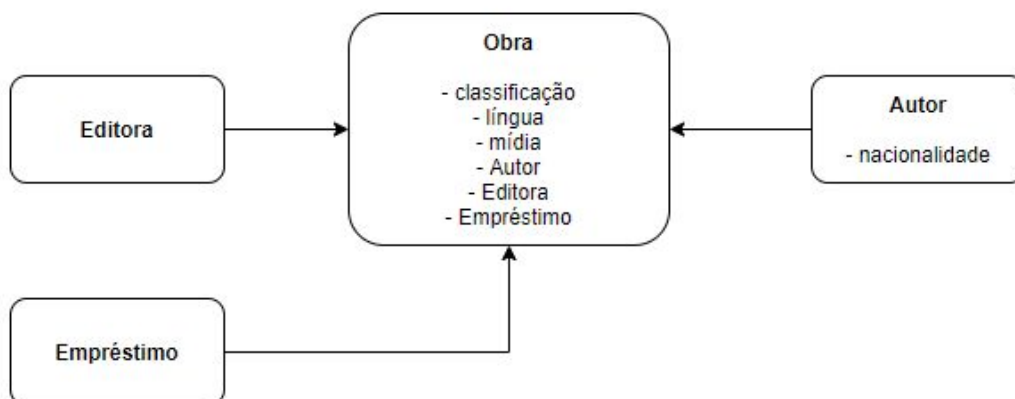 Obra
- classificação
- língua
- mídia
- Autor
- Editora
- Empréstimo
Editora
Autor
- nacionalidade
Empréstimo